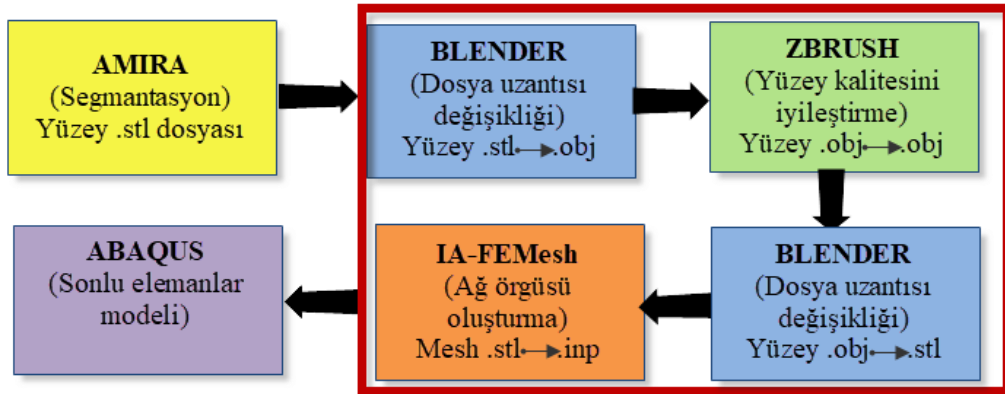 AMIRA
(Segmantasyon)
Yüzey .stl dosyası
BLENDER
(Dosya uzantısı
değişikliği)
Yüzey .stl→.obj
ZBRUSH
(Yüzey kalitesini
iyileştirme)
Yüzey .obj→.obj
BLENDER
(Dosya uzantısı
değişikliği)
Yüzey .obj→.stl
IA-FEMesh
(Ağ örgüsü
oluşturma)
Mesh .stl→.inp
ABAQUS
(Sonlu elemanlar
modeli)